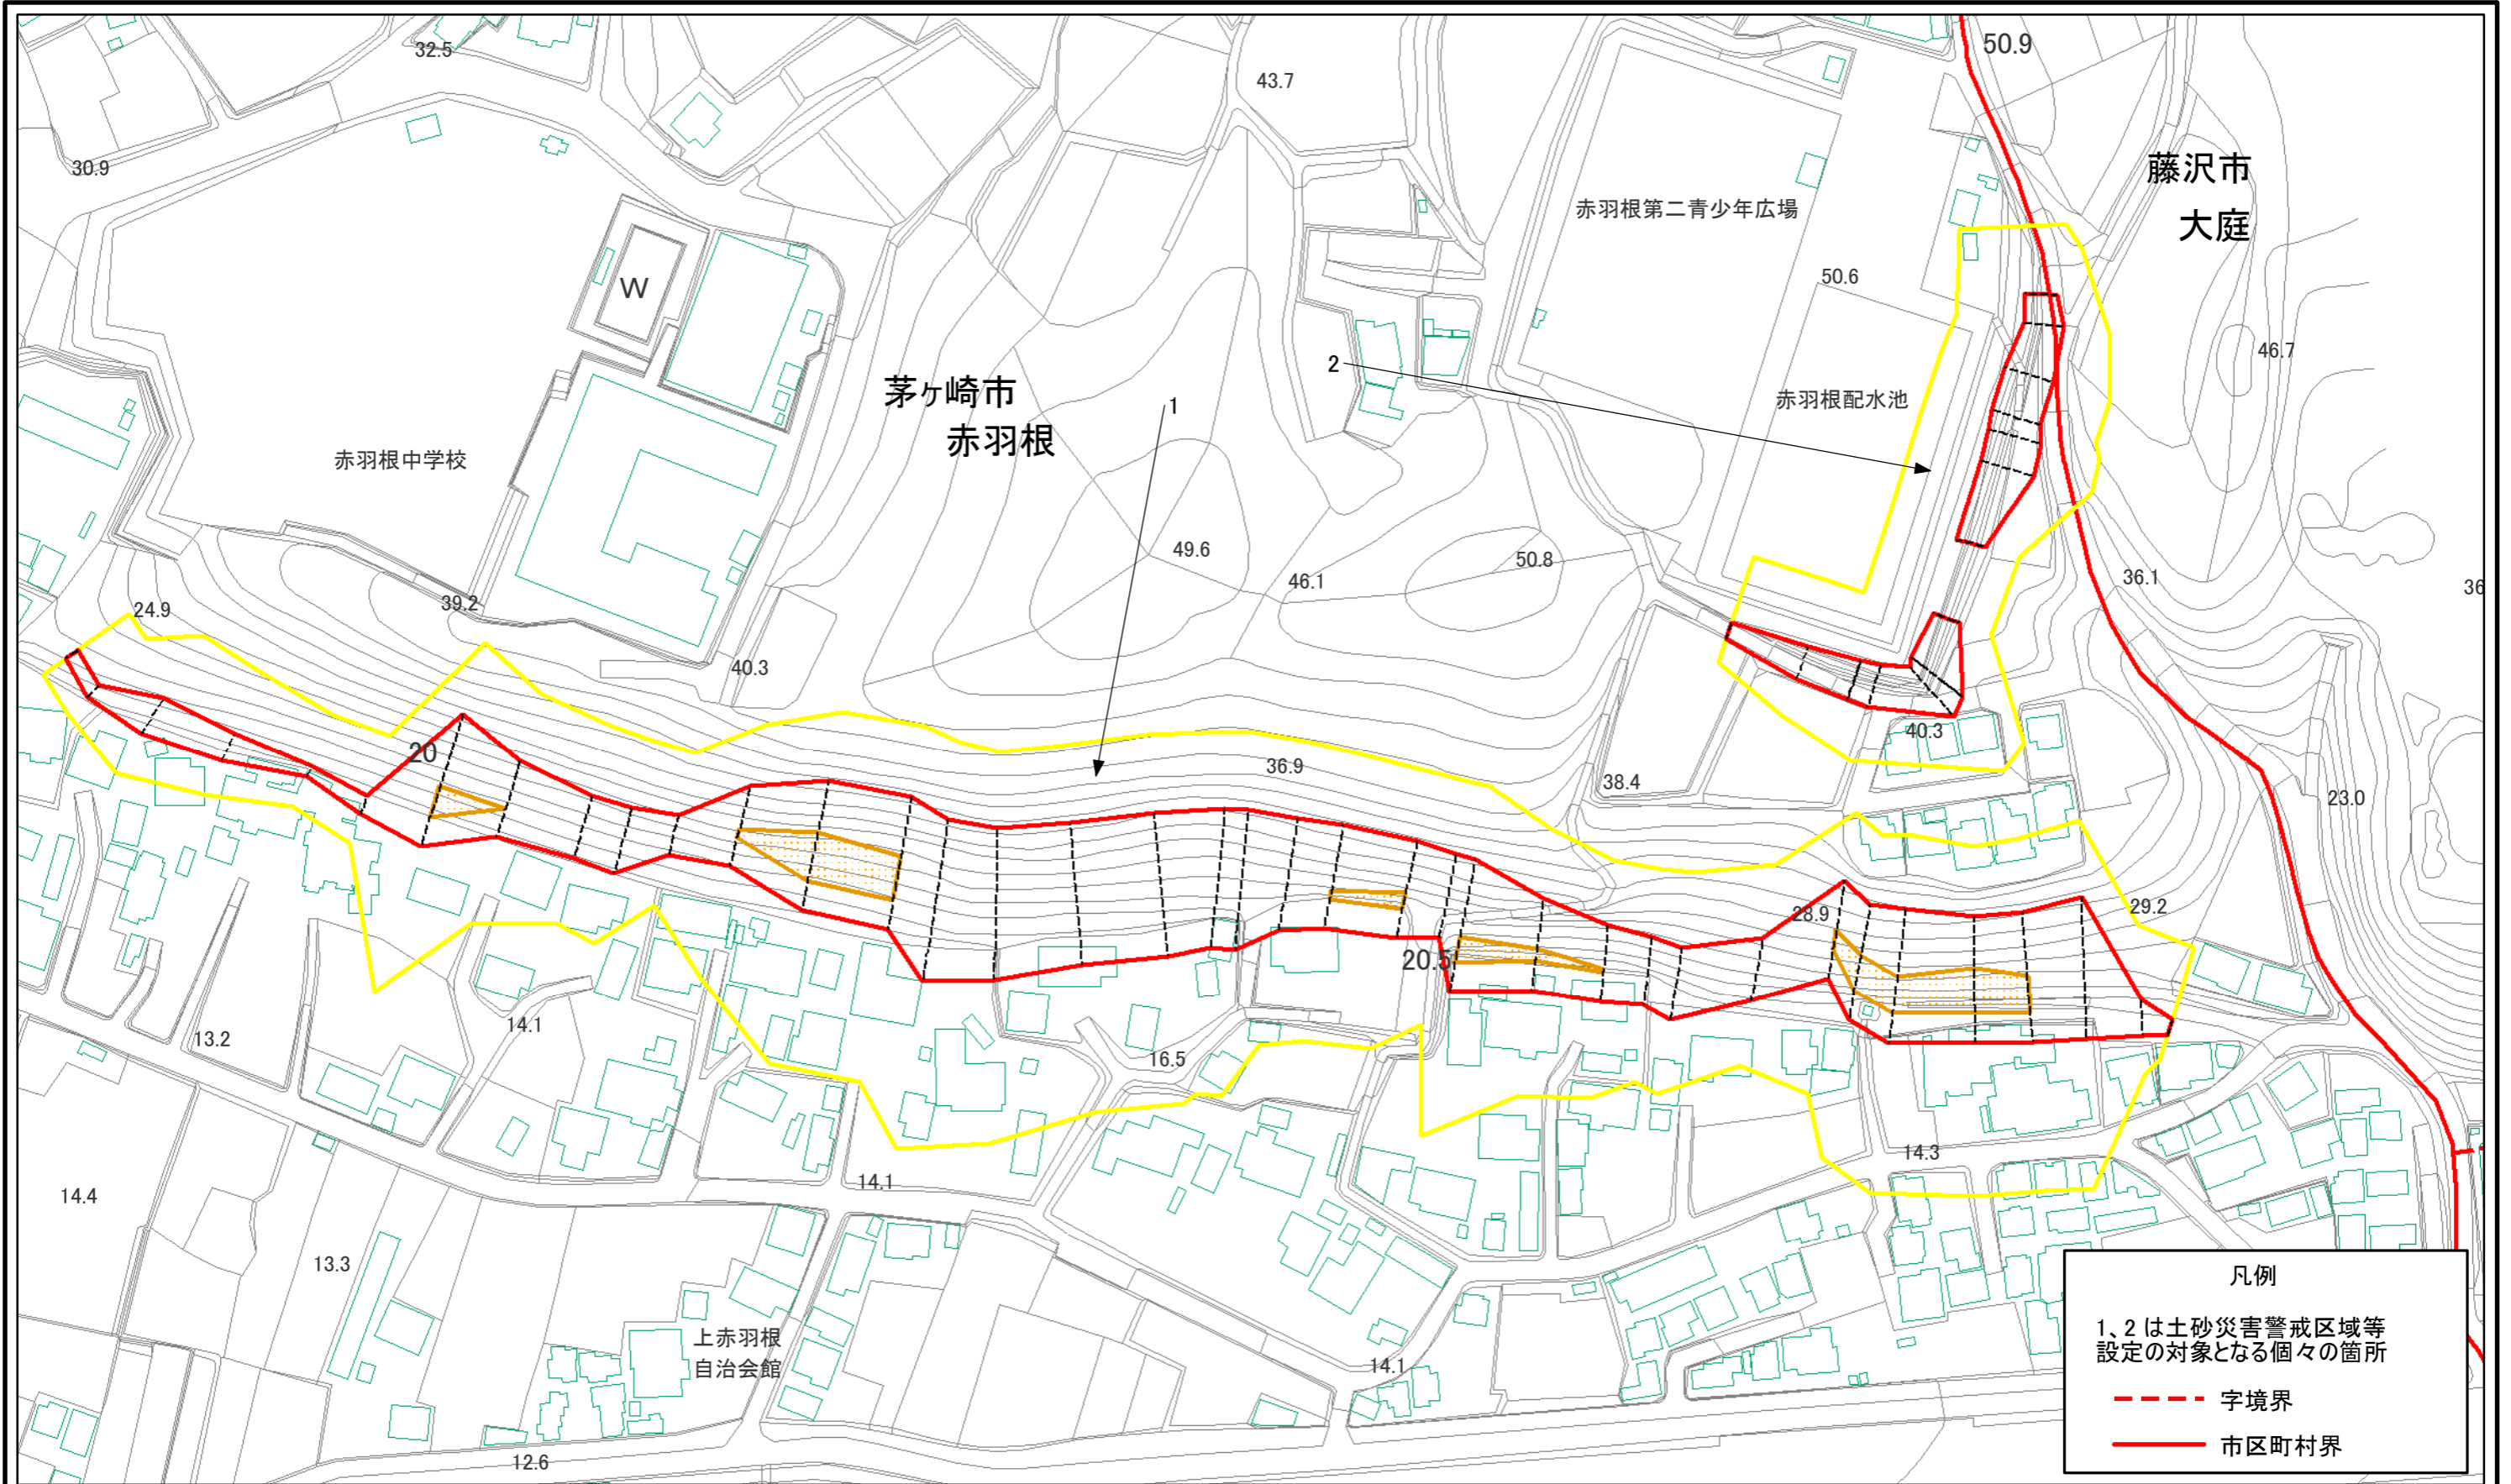 32.5
50.9
43.7
30.9
藤沢市
大庭
赤羽根第二青少年広場
50.6
W
46.7
2
茅ヶ崎市
赤羽根
1
赤羽根配水池
赤羽根中学校
49.6
50.8
46.1
36.1
36
24.9
39.2
40.3
40.3
20
36.9
38.4
23.0
28.9
29.2
20.5
13.2
14.1
16.5
14.3
14.4
14.1
13.3
上赤羽根
自治会館
14.1
12.6
凡例
1、2 は土砂災害警戒区域等
設定の対象となる個々の箇所
字境界
市区町村界